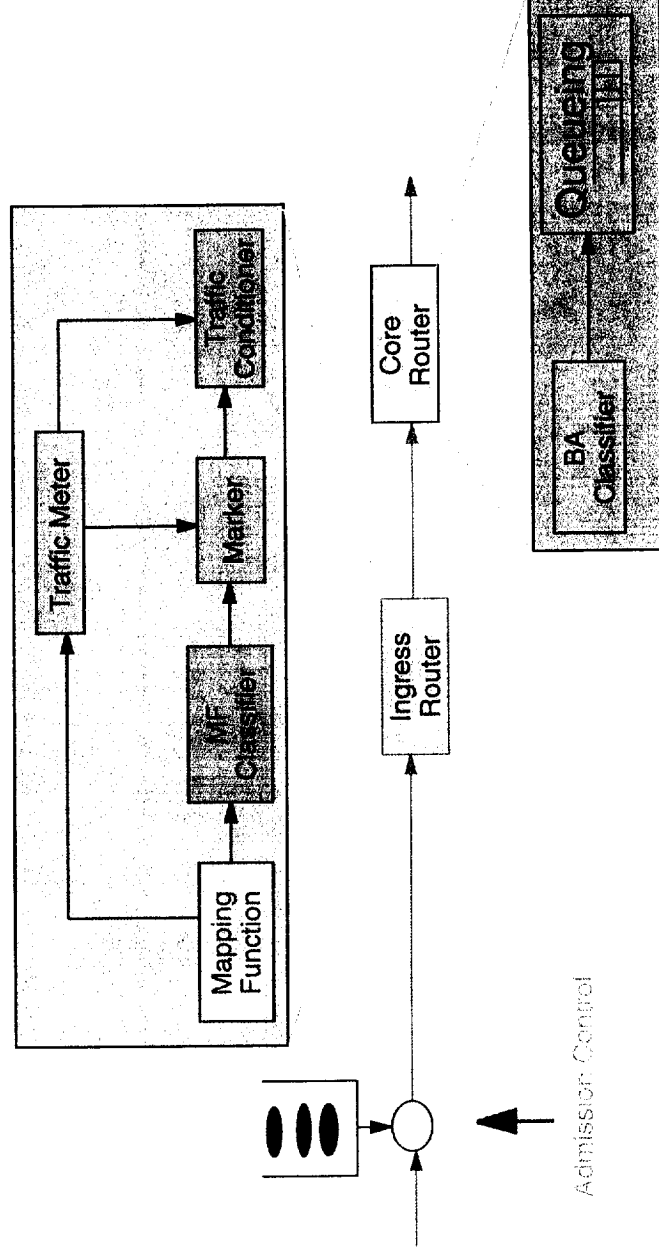 Traffic Meter
Mapping
Function
MF
Classifier
Marker
Traffic
Conditioner
Ingress
Router
Core
Router
Admission Control
BA
Classifier
Queueing